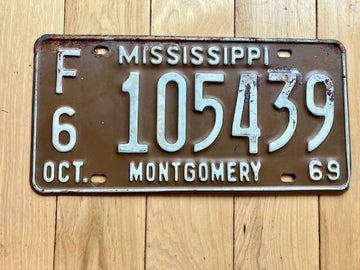 MISSISSIPPI
F
6
105439
OCT. MONTGOMERY 69